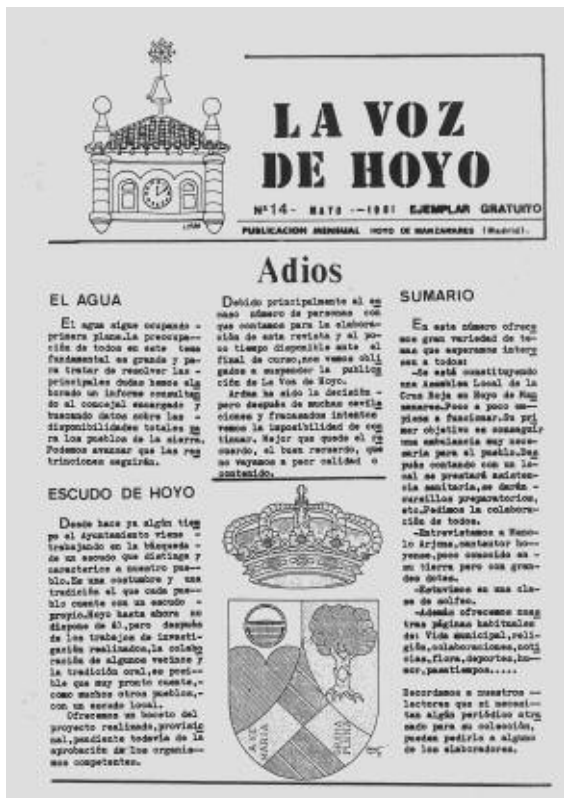 LA VOZ
DE HOYO
Nº 14 - MAYO - 1981 EJEMPLAR GRATUITO
PUBLICACION MENSUAL HOYO DE MANZANARES (Madrid).
Adios
EL AGUA
El agua sigue ocupando -
primera plana.La preocupa-
ción de todos en este tema
fundamental es grande y pa-
ra tratar de resolver las -
principales dudas hemos ela
borado un informe consultan
do al concejal encargado y
buscando datos sobre las
disponibilidades totales pa
ra los pueblos de la sierra.
Podemos avanzar que las res
tricciones seguirán.
ESCUDO DE HOYO
Desde hace ya algún tiem
po el Ayuntamiento viene -
trabajando en la búsqueda -
de un escudo que distinga y
caracterice a nuestro pue-
blo.Es una costumbre y una
tradición el que cada pue-
blo cuente con un escudo -
propio.Hoyo hasta ahora no
dispone de él,pero después
de los trabajos de investi-
gación realizados,la colabo
ración de algunos vecinos y
la tradición oral,es posi-
ble que muy pronto cuente,-
como muchos otros pueblos,-
con un escudo local.
Ofrecemos un boceto del
proyecto realizado,provisio
nal,pendiente todavía de la
aprobación de los organis--
mos competentes.
Debido principalmente al es
caso número de personas con
que contamos para la elabora-
ción de esta revista y al po-
co tiempo disponible ante el
final de curso,nos vemos obli
gados a suspender la publica
ción de La Voz de Hoyo.
Ardua ha sido la decisión -
pero después de muchas cavila
ciones y frustados intentos
vemos la imposibilidad de con
tinuar. Mejor que quede el re
cuerdo, el buen recuerdo, que
no vayamos a peor calidad o
contenido.
AVE
MARIA
GRATIA
PLENA
SUMARIO
En este número ofrece
mos gran variedad de te-
mas que esperamos intere
sen a todos:
-Se está constituyendo
una Asamblea Local de la
Cruz Roja en Hoyo de Man
zanares.Poco a poco em--
pieza a funcionar.Su pri
mer objetivo es conseguir
una ambulancia muy nece-
saria para el pueblo.Des
pués contando con un lo-
cal se prestará asisten-
cia sanitaria,se darán -
cursillos preparatorios,
etc.Pedimos la colabora-
ción de todos.
-Entrevistamos a Mano-
lo Arjona,cantautor ho--
yense,poco conocido en -
su tierra pero con gran-
des dotes.
-Estuvimos en una cla-
se de solfeo.
-Además ofrecemos nues
tras páginas habituales
de: Vida municipal,reli-
gión,colaboraciones,noti
cias,flora,deportes,hu--
mor,pasatiempos.....
Recordamos a nuestros --
lectores que si necesi--
tan algún periódico atra
sado para su colección,
pueden pedirlo a alguno
de los elaboradores.